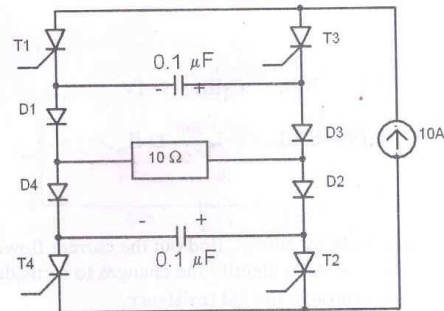 T1
T3
0.1 µF
- +
D1
D3
10A
10 Ω
D4
D2
- +
0.1 µF
T4
T2